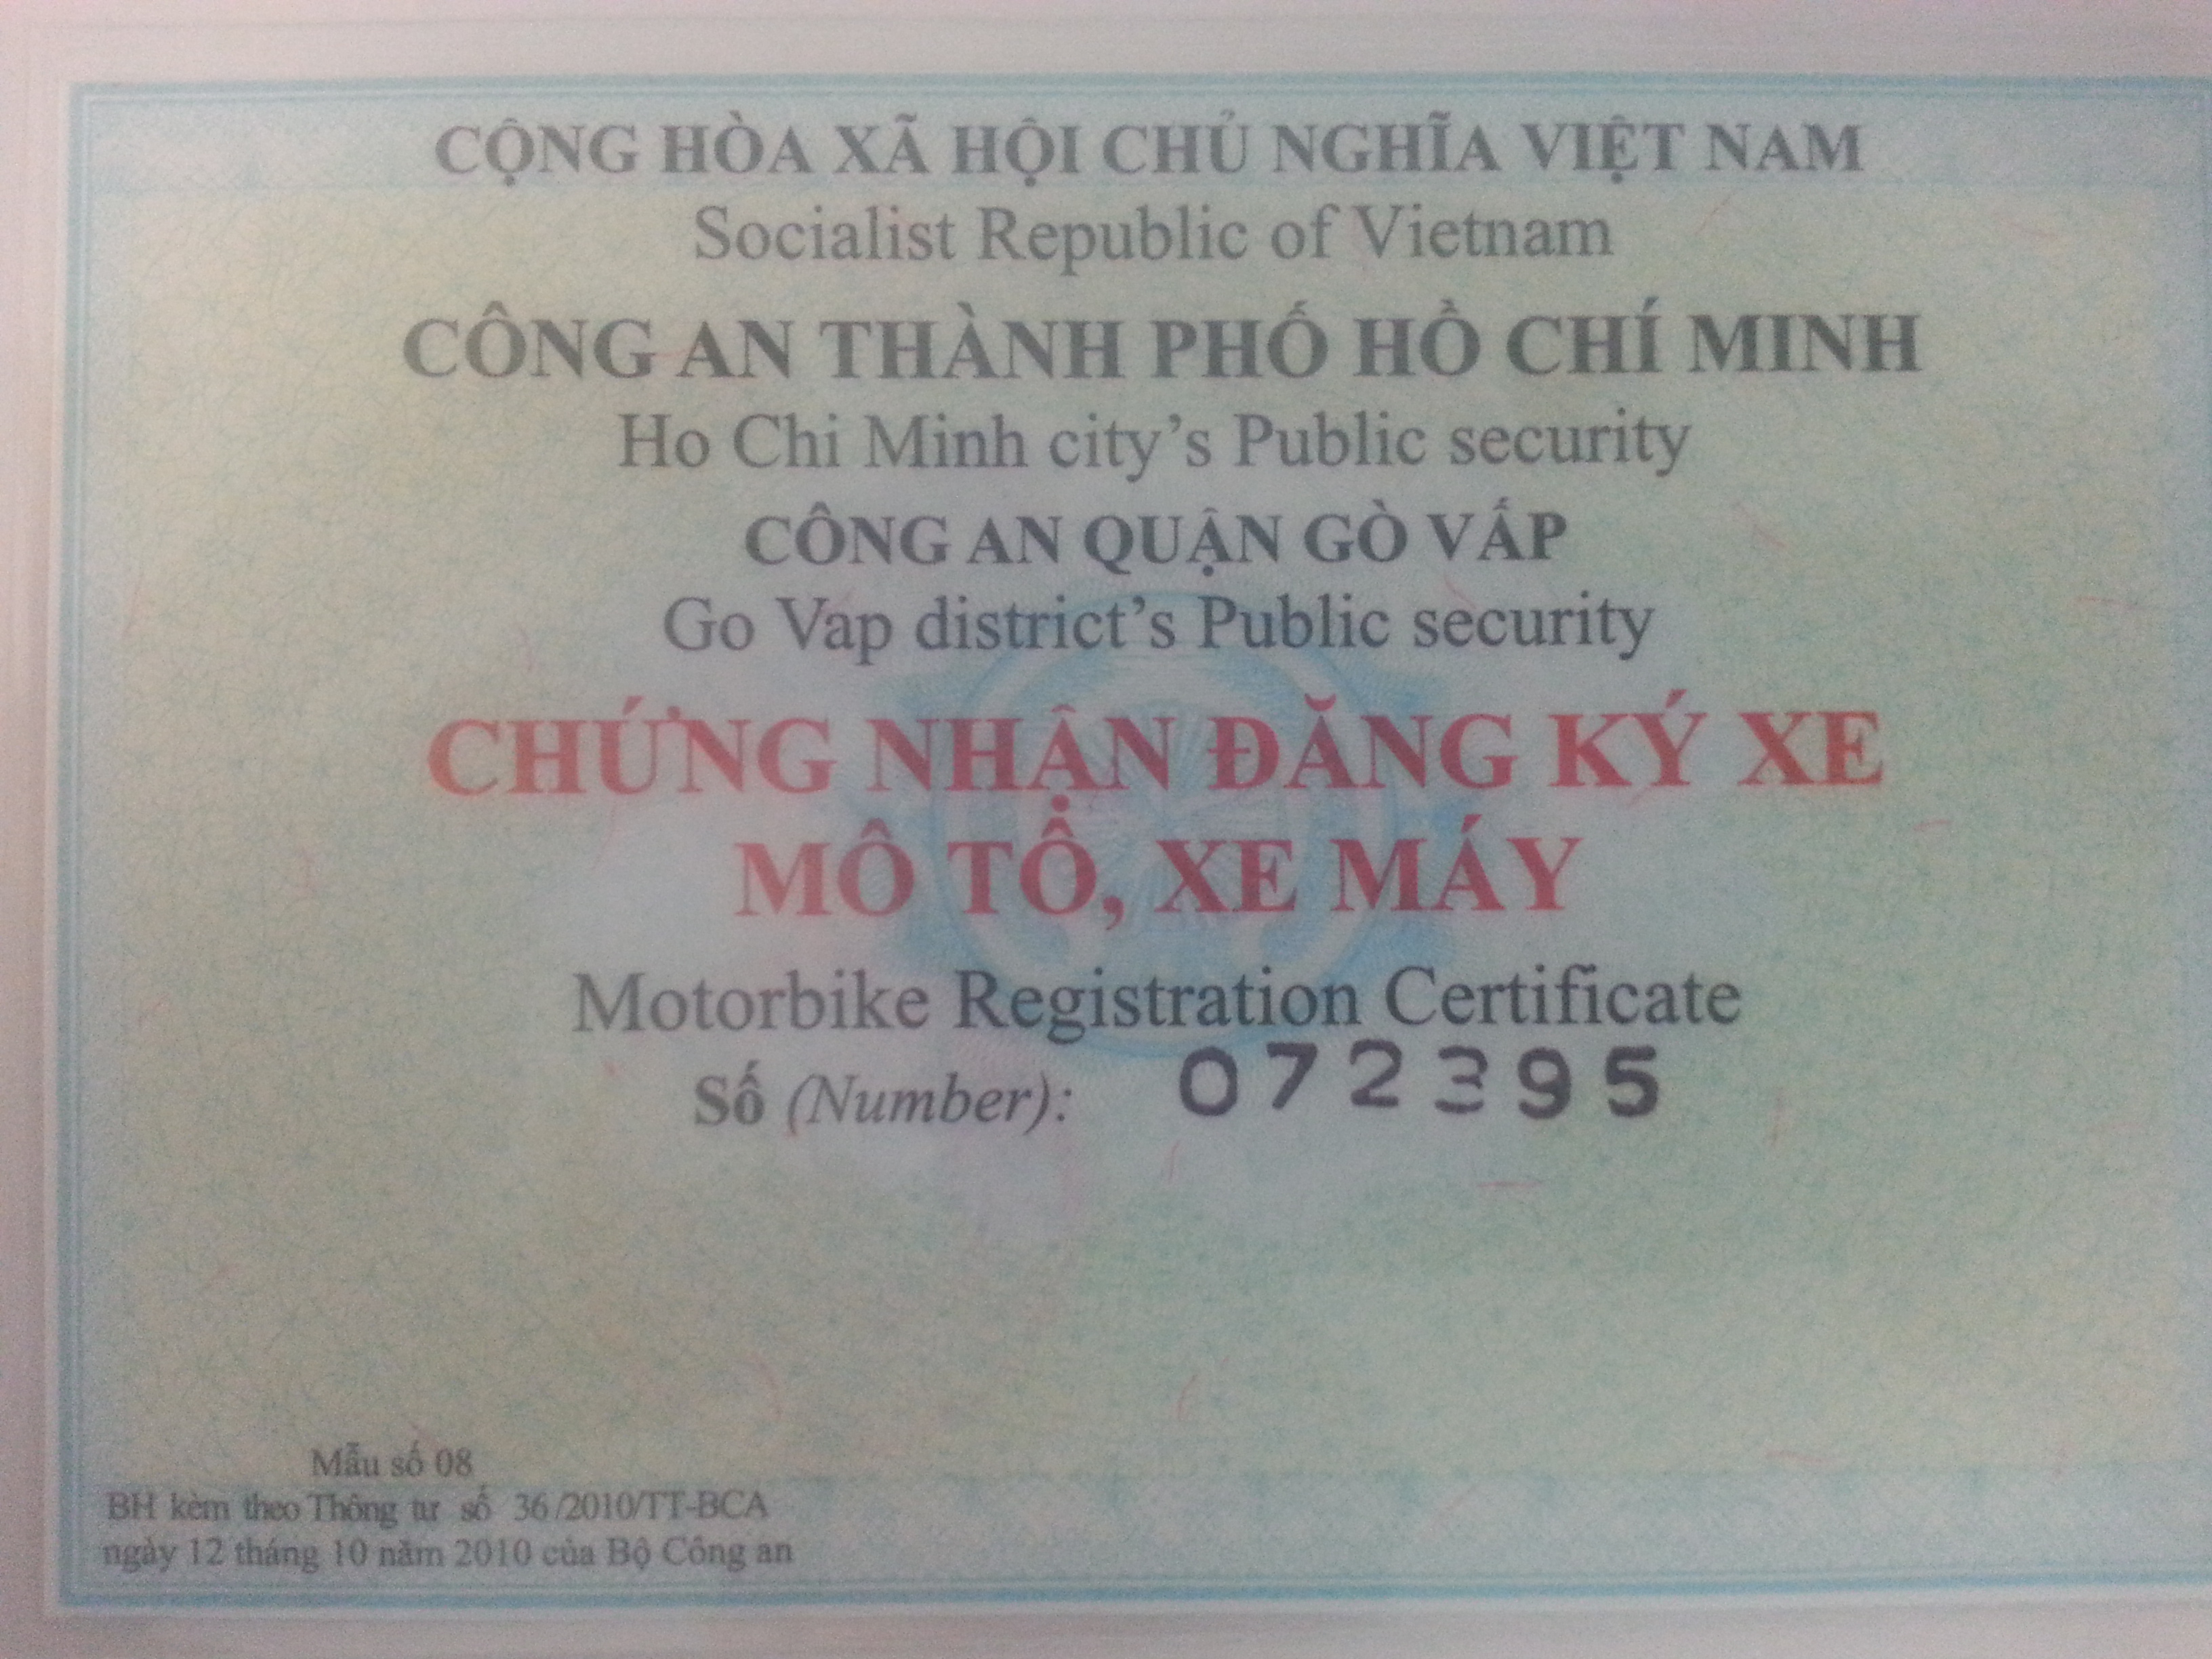 CỘNG HÒA XÃ HỘI CHỦ NGHĨA VIỆT NAM
Socialist Republic of Vietnam
CÔNG AN THÀNH PHỐ HỒ CHÍ MINH
Ho Chi Minh city’s Public security
CÔNG AN QUẬN GÒ VẤP
Go Vap district’s Public security
CHỨNG NHẬN ĐĂNG KÝ XE
MÔ TÔ, XE MÁY
Motorbike Registration Certificate
Số (Number): 072395
Mẫu số 08
BH kèm theo Thông tư số 36/2010/TT-BCA
ngày 12 tháng 10 năm 2010 của Bộ Công an